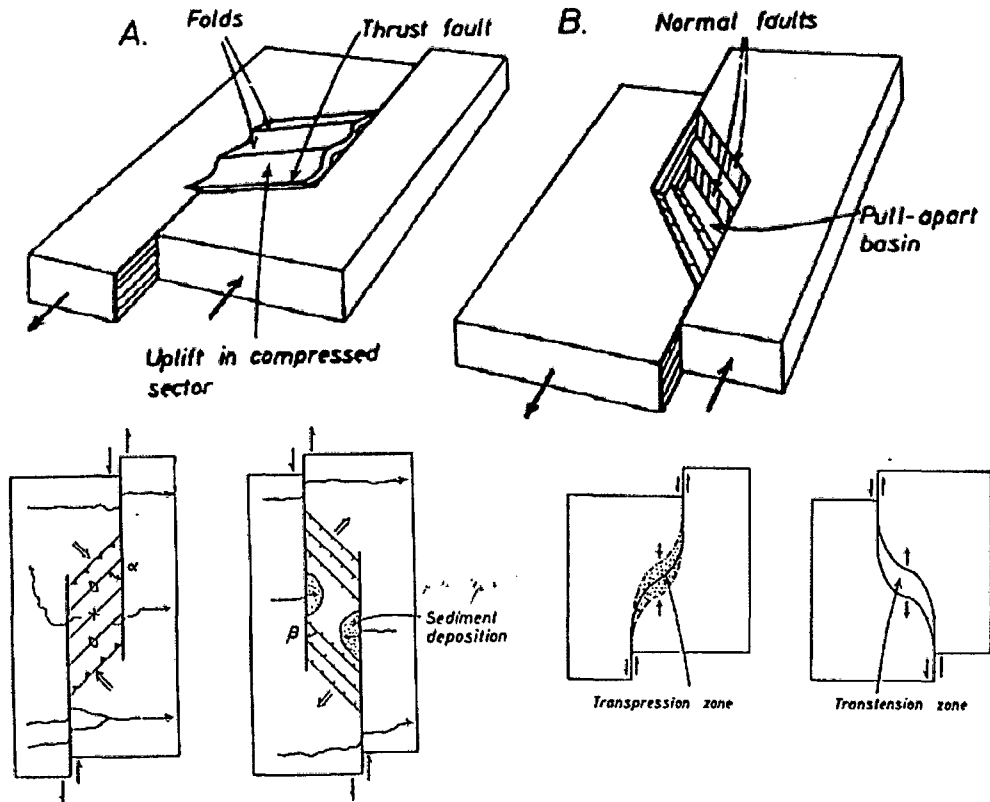 A.
Folds
Thrust fault
Uplift in compressed
sector
B.
Normal faults
Pull-apart
basin
α
β
Sediment
deposition
Transpression zone
Transtension zone